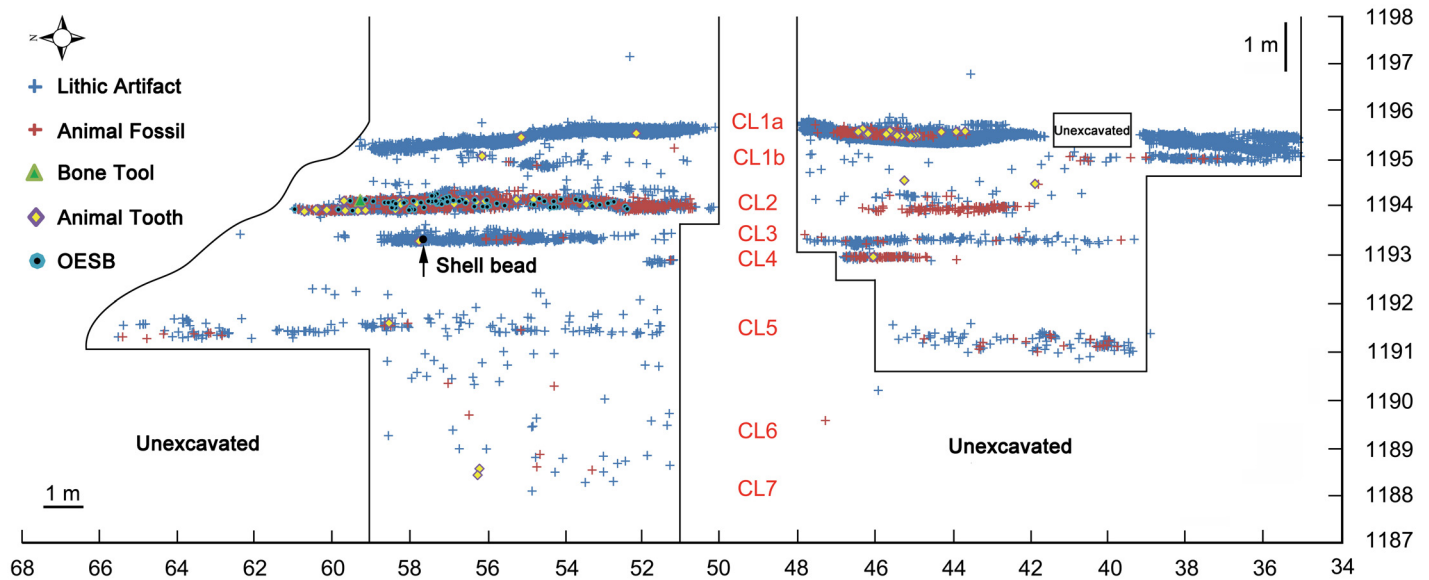 N
Lithic Artifact
Animal Fossil
Bone Tool
Animal Tooth
OESB
1 m
Unexcavated
Shell bead
CL1a
CL1b
CL2
CL3
CL4
CL5
CL6
CL7
Unexcavated
Unexcavated
1 m
1198
1197
1196
1195
1194
1193
1192
1191
1190
1189
1188
1187
68 66 64 62 60 58 56 54 52 50 48 46 44 42 40 38 36 34